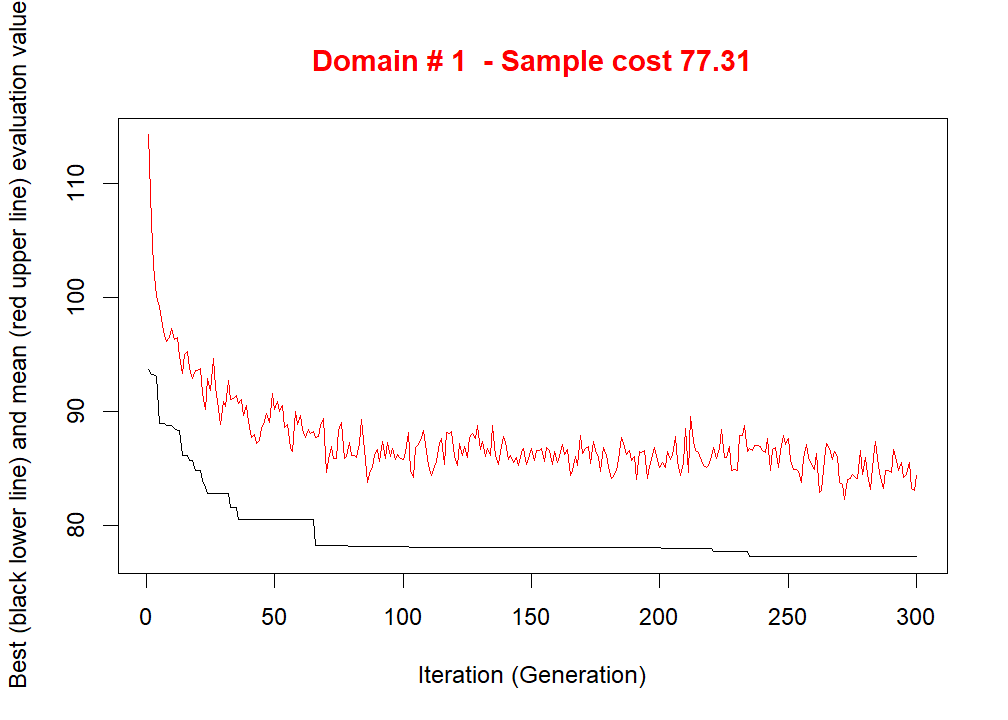 Domain # 1  - Sample cost 77.31
Best (black lower line) and mean (red upper line) evaluation value
110
100
90
80
0 50 100 150 200 250 300
Iteration (Generation)